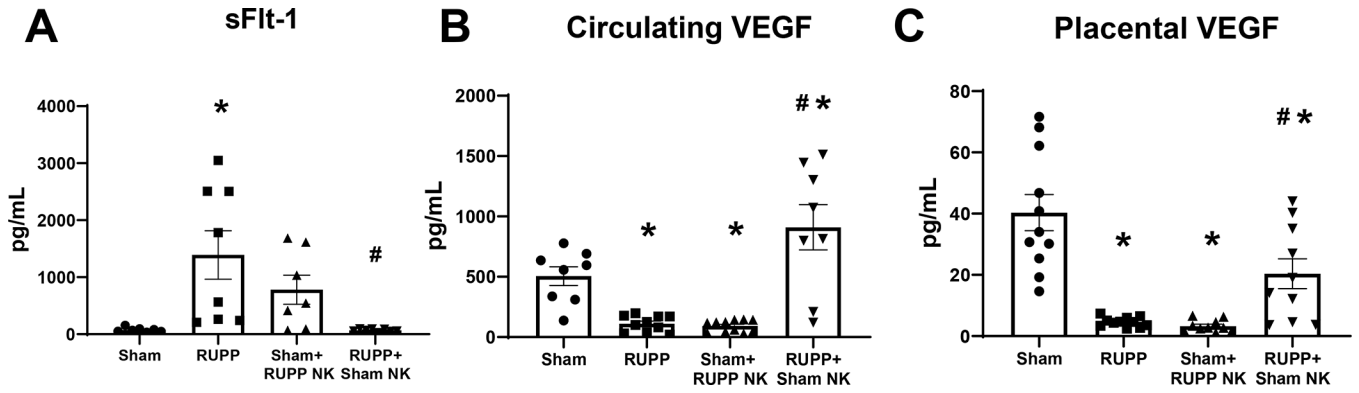 A
sFlt-1
pg/mL
4000
3000
2000
1000
0
*
#
Sham
RUPP
Sham+
RUPP NK
RUPP+
Sham NK
B
Circulating VEGF
pg/mL
2000
1500
1000
500
0
*
*
# *
Sham
RUPP
Sham+
RUPP NK
RUPP+
Sham NK
C
Placental VEGF
pg/mL
80
60
40
20
0
*
*
# *
Sham
RUPP
Sham+
RUPP NK
RUPP+
Sham NK